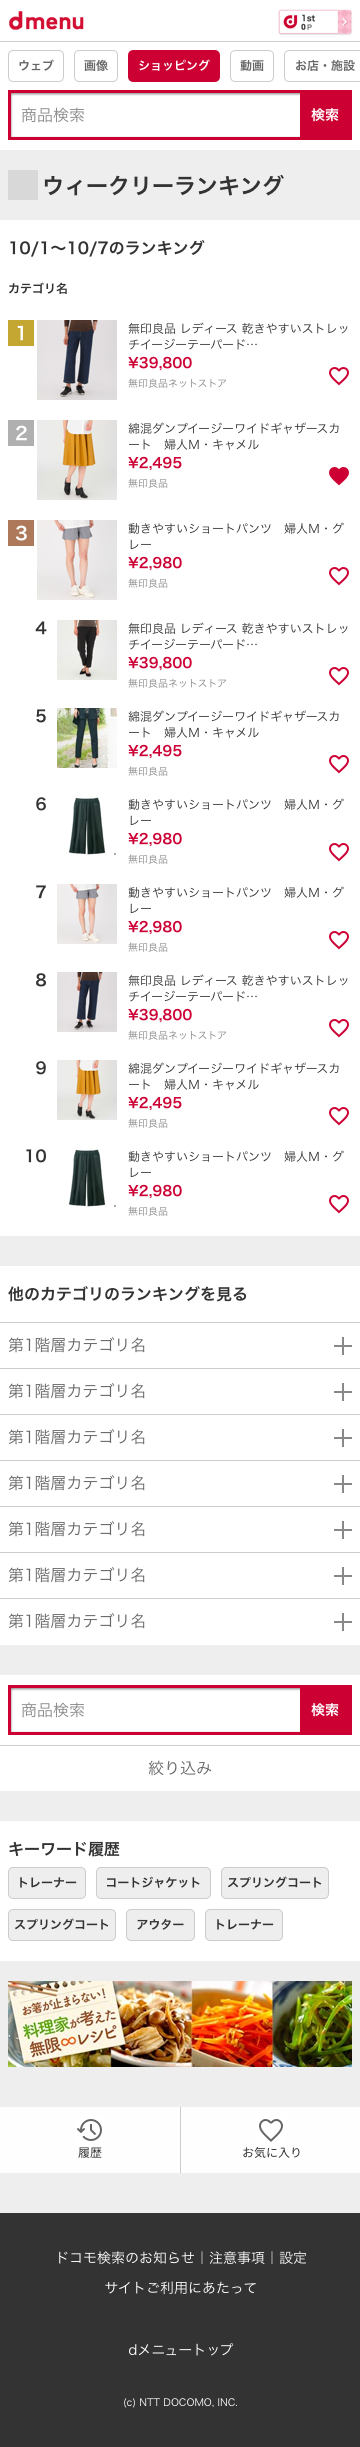 dmenu
1st
0P
ウェブ
画像
ショッピング
動画
お店・施設
商品検索
検索
ウィークリーランキング
10/1〜10/7のランキング
カテゴリ名
1
無印良品 レディース 乾きやすいストレッ
チイージーテーパード…
¥39,800
無印良品ネットストア
2
綿混ダンプイージーワイドギャザースカ
ート　婦人M・キャメル
¥2,495
無印良品
3
動きやすいショートパンツ　婦人M・グ
レー
¥2,980
無印良品
4
無印良品 レディース 乾きやすいストレッ
チイージーテーパード…
¥39,800
無印良品ネットストア
5
綿混ダンプイージーワイドギャザースカ
ート　婦人M・キャメル
¥2,495
無印良品
6
動きやすいショートパンツ　婦人M・グ
レー
¥2,980
無印良品
7
動きやすいショートパンツ　婦人M・グ
レー
¥2,980
無印良品
8
無印良品 レディース 乾きやすいストレッ
チイージーテーパード…
¥39,800
無印良品ネットストア
9
綿混ダンプイージーワイドギャザースカ
ート　婦人M・キャメル
¥2,495
無印良品
10
動きやすいショートパンツ　婦人M・グ
レー
¥2,980
無印良品
他のカテゴリのランキングを見る
第1階層カテゴリ名
第1階層カテゴリ名
第1階層カテゴリ名
第1階層カテゴリ名
第1階層カテゴリ名
第1階層カテゴリ名
第1階層カテゴリ名
商品検索
検索
絞り込み
キーワード履歴
トレーナー
コートジャケット
スプリングコート
スプリングコート
アウター
トレーナー
お箸が止まらない！
料理家が考えた
無限∞レシピ
履歴
お気に入り
ドコモ検索のお知らせ｜注意事項｜設定
サイトご利用にあたって
dメニュートップ
(c) NTT DOCOMO, INC.